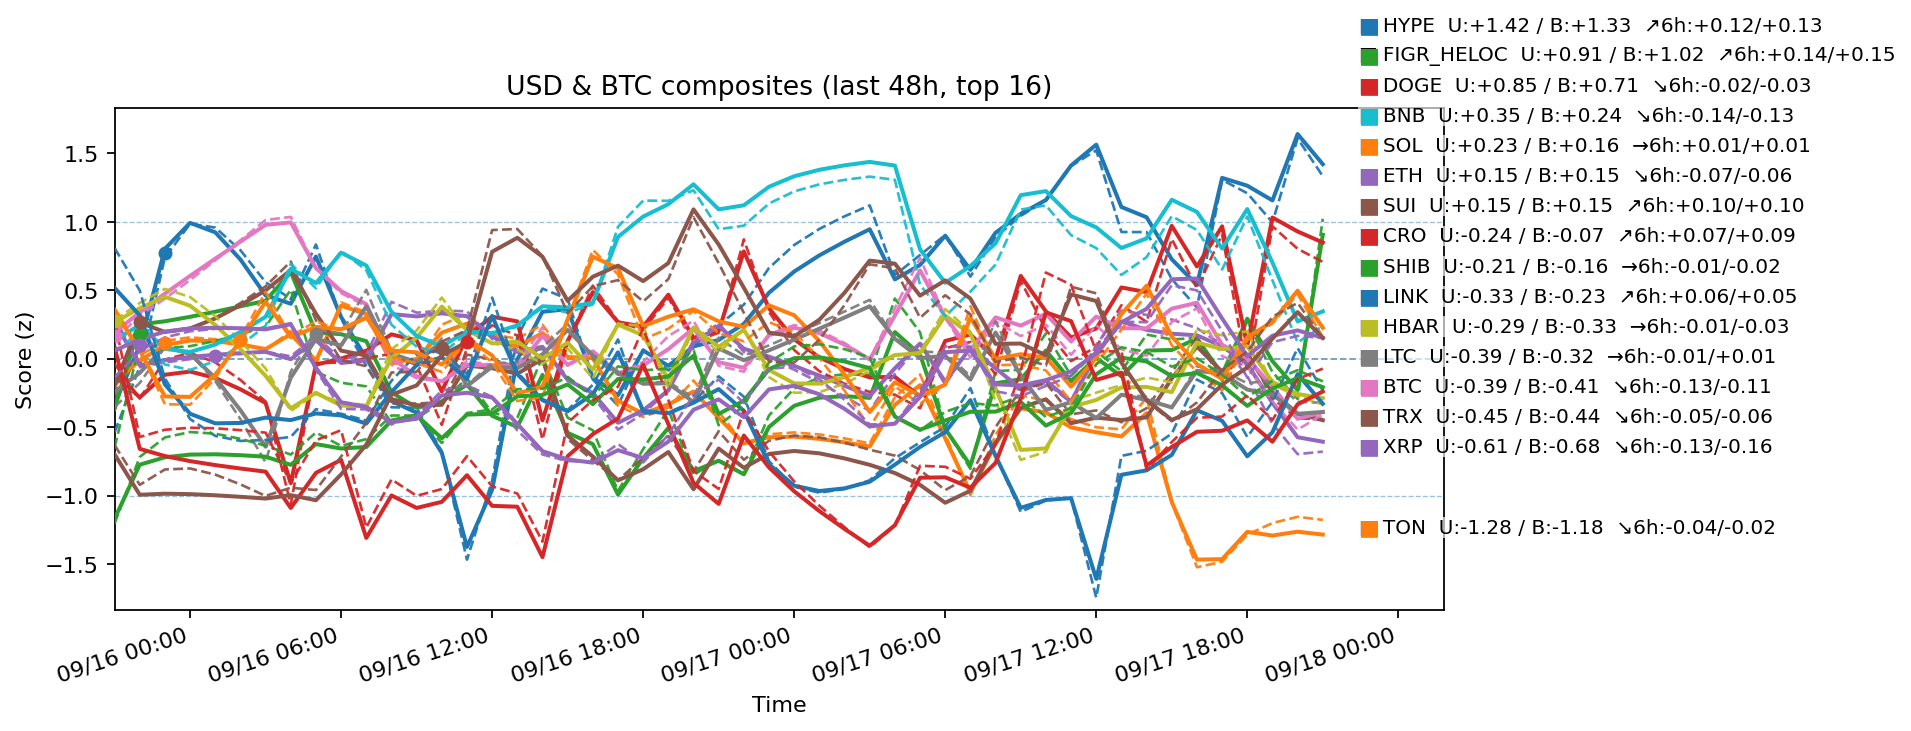 HYPE U:+1.42 / B:+1.33 ↗6h:+0.12/+0.13
FIGR_HELOC U:+0.91 / B:+1.02 ↗6h:+0.14/+0.15
USD & BTC composites (last 48h, top 16)
DOGE U:+0.85 / B:+0.71 ↘6h:-0.02/-0.03
BNB U:+0.35 / B:+0.24 ↘6h:-0.14/-0.13
SOL U:+0.23 / B:+0.16 →6h:+0.01/+0.01
ETH U:+0.15 / B:+0.15 ↘6h:-0.07/-0.06
SUI U:+0.15 / B:+0.15 ↗6h:+0.10/+0.10
CRO U:-0.24 / B:-0.07 ↗6h:+0.07/+0.09
SHIB U:-0.21 / B:-0.16 →6h:-0.01/-0.02
LINK U:-0.33 / B:-0.23 ↗6h:+0.06/+0.05
HBAR U:-0.29 / B:-0.33 →6h:-0.01/-0.03
LTC U:-0.39 / B:-0.32 →6h:-0.01/+0.01
BTC U:-0.39 / B:-0.41 ↘6h:-0.13/-0.11
TRX U:-0.45 / B:-0.44 ↘6h:-0.05/-0.06
XRP U:-0.61 / B:-0.68 ↘6h:-0.13/-0.16
TON U:-1.28 / B:-1.18 ↘6h:-0.04/-0.02
Score (z)
1.5
1.0
0.5
0.0
−0.5
−1.0
−1.5
09/16 00:00
09/16 06:00
09/16 12:00
09/16 18:00
09/17 00:00
09/17 06:00
09/17 12:00
09/17 18:00
09/18 00:00
Time